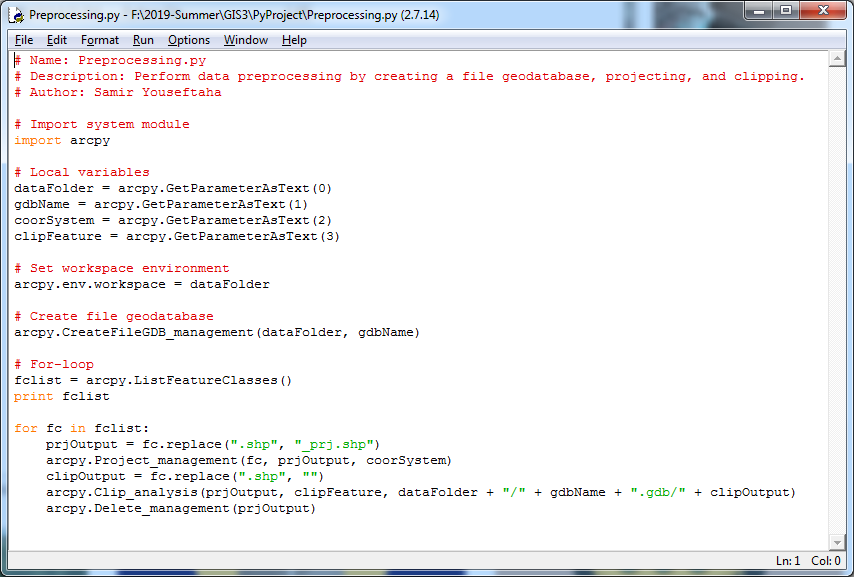 Preprocessing.py - F:\2019-Summer\GIS3\PyProject\Preprocessing.py (2.7.14)
File Edit Format Run Options Window Help
# Name: Preprocessing.py
# Description: Perform data preprocessing by creating a file geodatabase, projecting, and clipping.
# Author: Samir Youseftaha

# Import system module
import arcpy

# Local variables
dataFolder = arcpy.GetParameterAsText(0)
gdbName = arcpy.GetParameterAsText(1)
coorSystem = arcpy.GetParameterAsText(2)
clipFeature = arcpy.GetParameterAsText(3)

# Set workspace environment
arcpy.env.workspace = dataFolder

# Create file geodatabase
arcpy.CreateFileGDB_management(dataFolder, gdbName)

# For-loop
fclist = arcpy.ListFeatureClasses()
print fclist

for fc in fclist:
    prjOutput = fc.replace(".shp", "_prj.shp")
    arcpy.Project_management(fc, prjOutput, coorSystem)
    clipOutput = fc.replace(".shp", "")
    arcpy.Clip_analysis(prjOutput, clipFeature, dataFolder + "/" + gdbName + ".gdb/" + clipOutput)
    arcpy.Delete_management(prjOutput)
Ln: 1 Col: 0